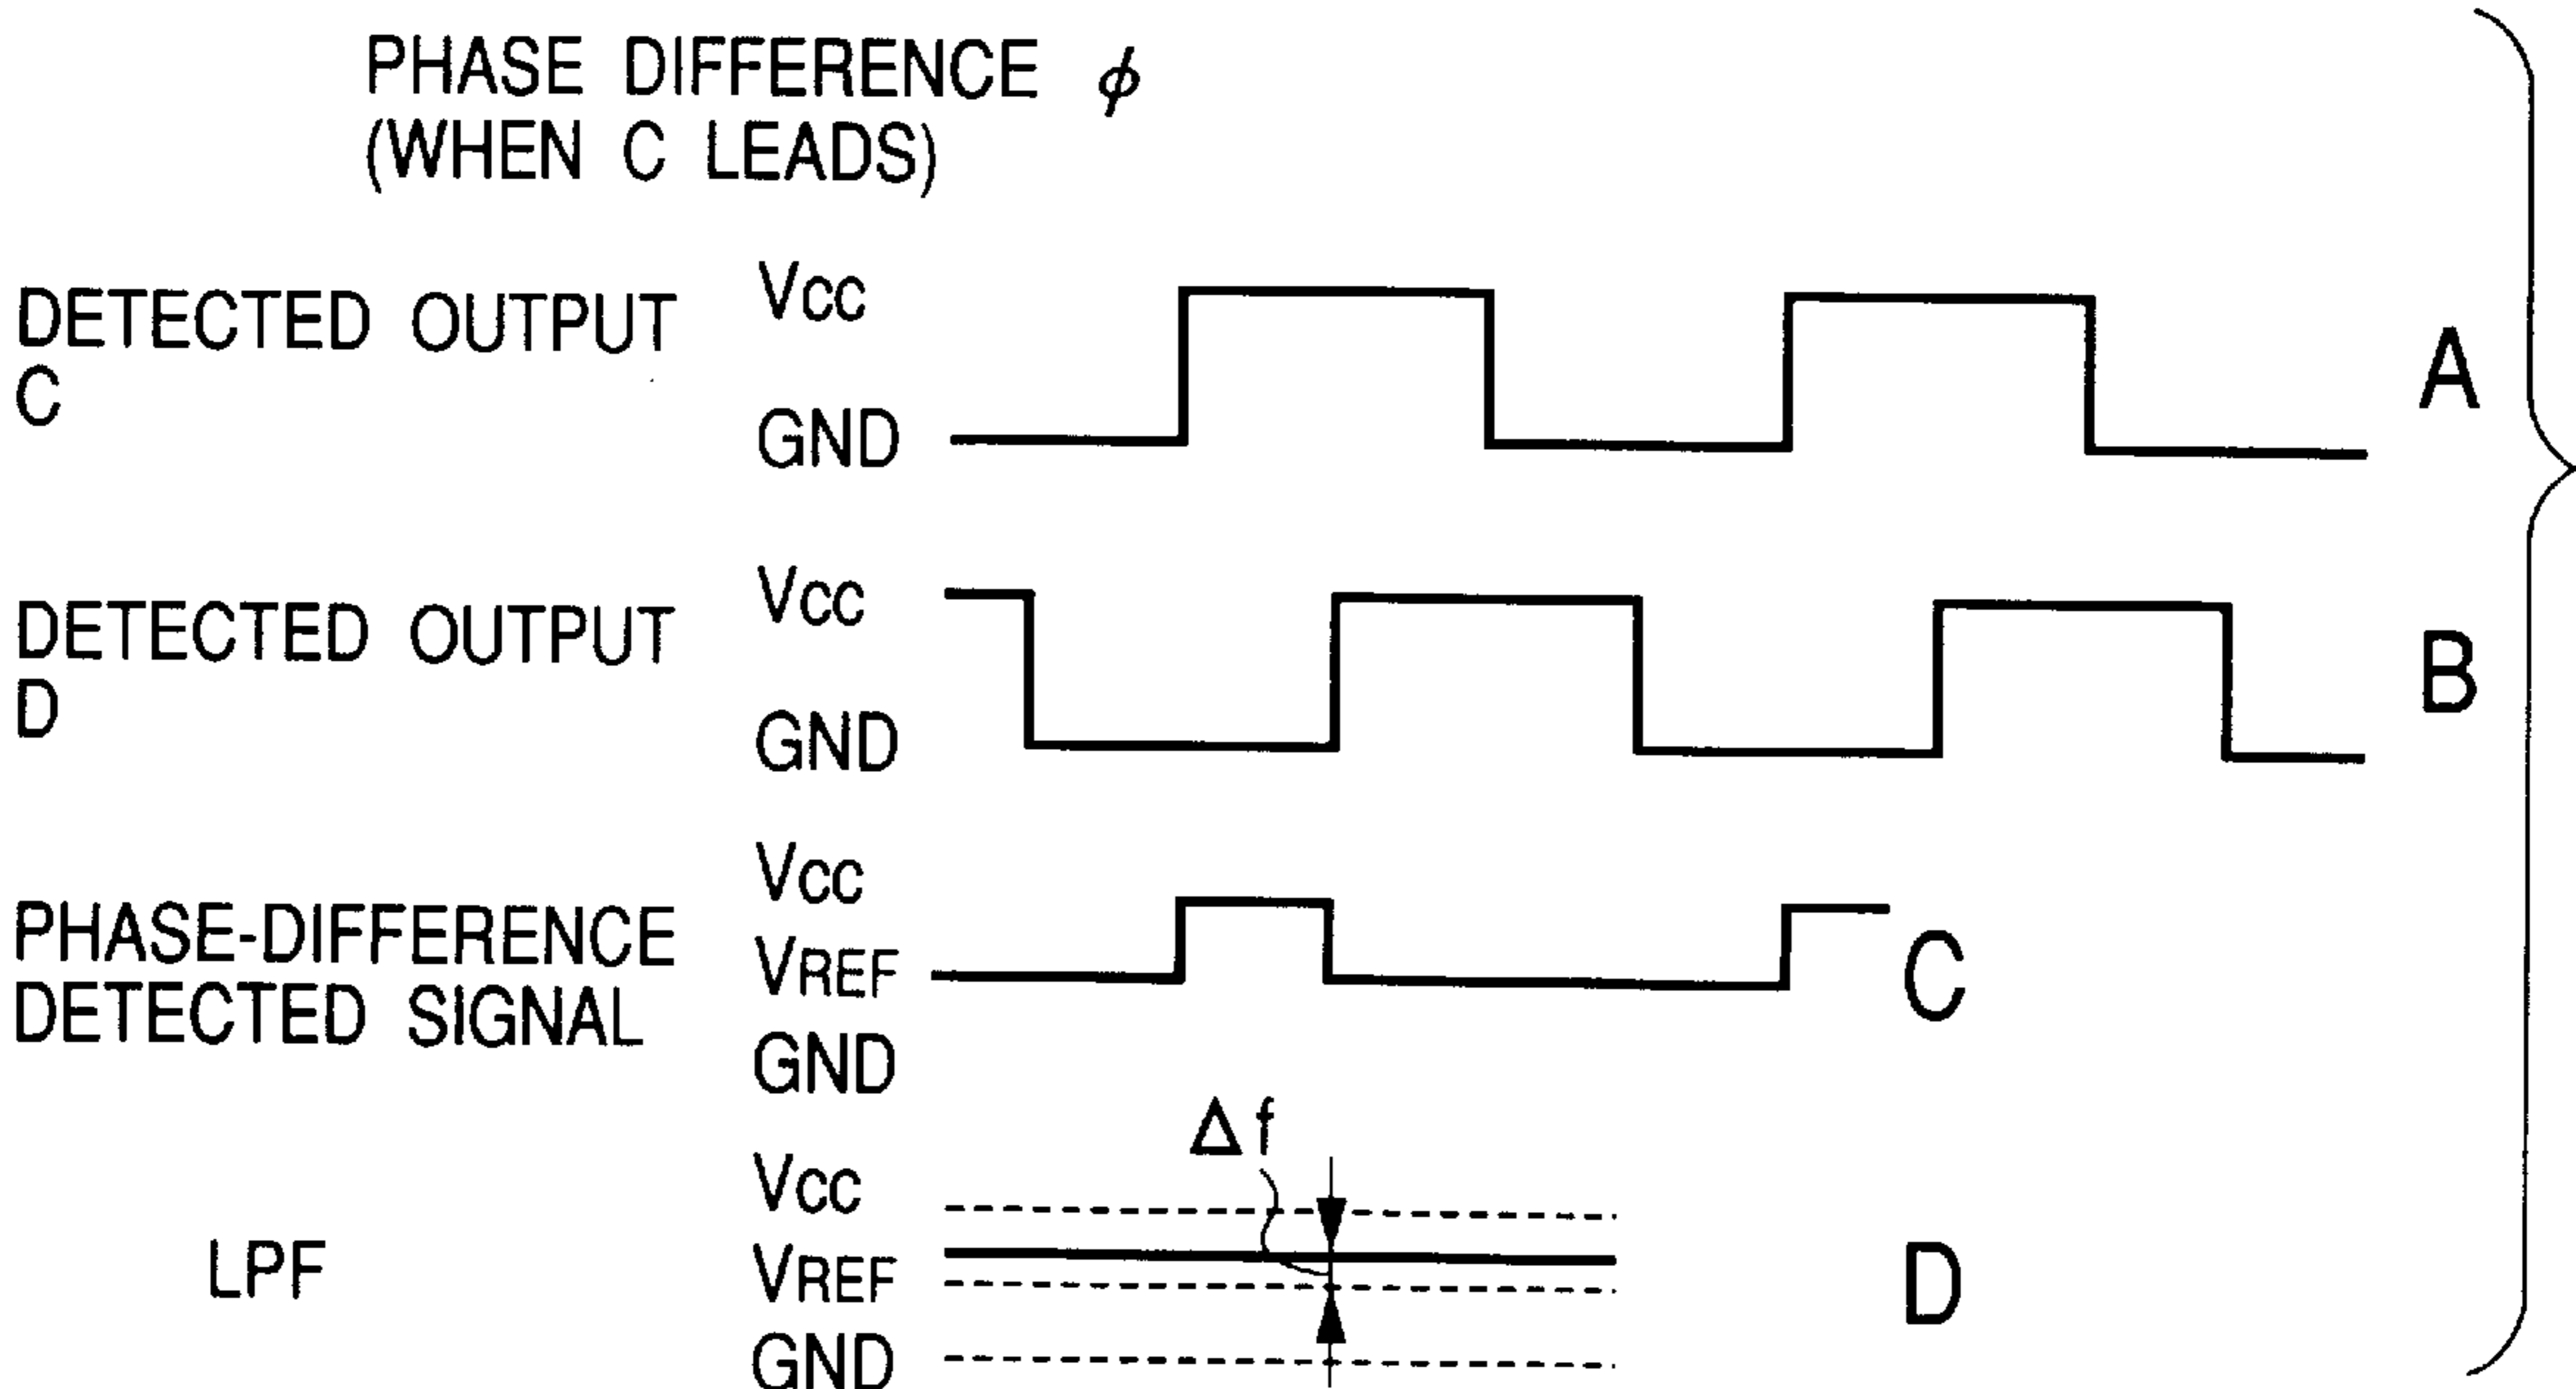 PHASE DIFFERENCE ϕ
(WHEN C LEADS)
DETECTED OUTPUT
C
VCC
GND
A
DETECTED OUTPUT
D
VCC
GND
B
PHASE-DIFFERENCE
DETECTED SIGNAL
VCC
VREF
GND
C
LPF
VCC
VREF
GND
Δf
D